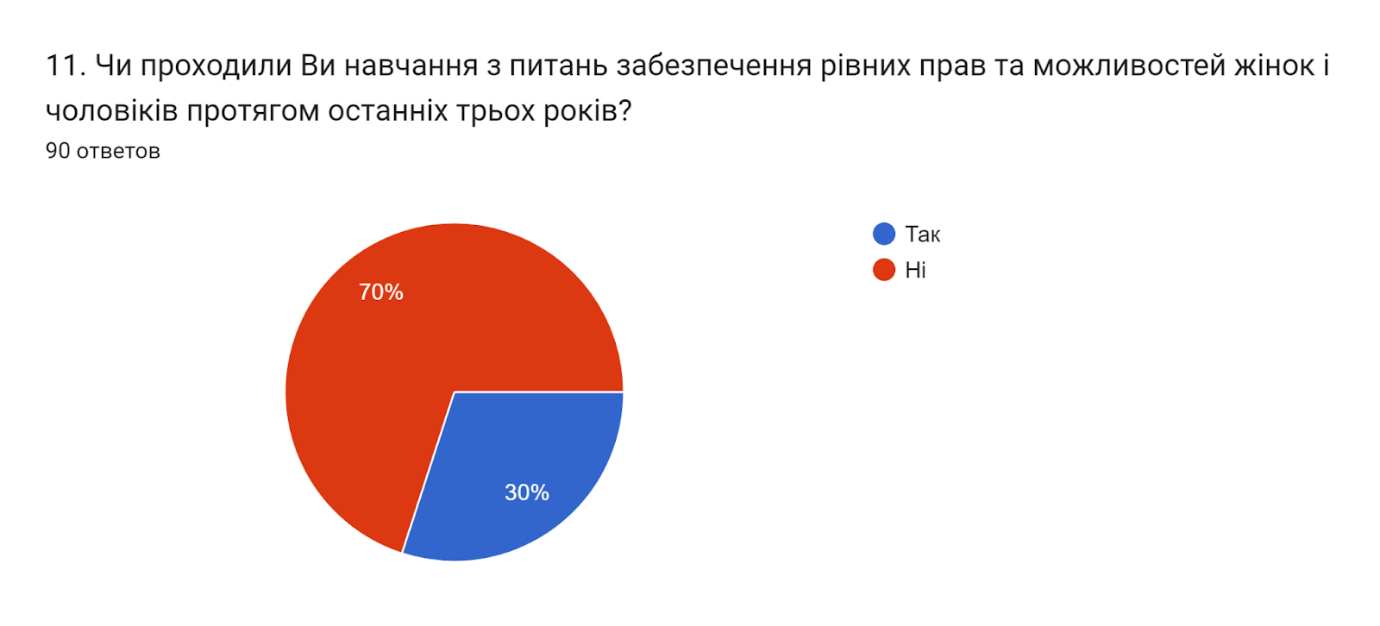 11. Чи проходили Ви навчання з питань забезпечення рівних прав та можливостей жінок і
чоловіків протягом останніх трьох років?
90 ответов
Так
Ні
70%
30%